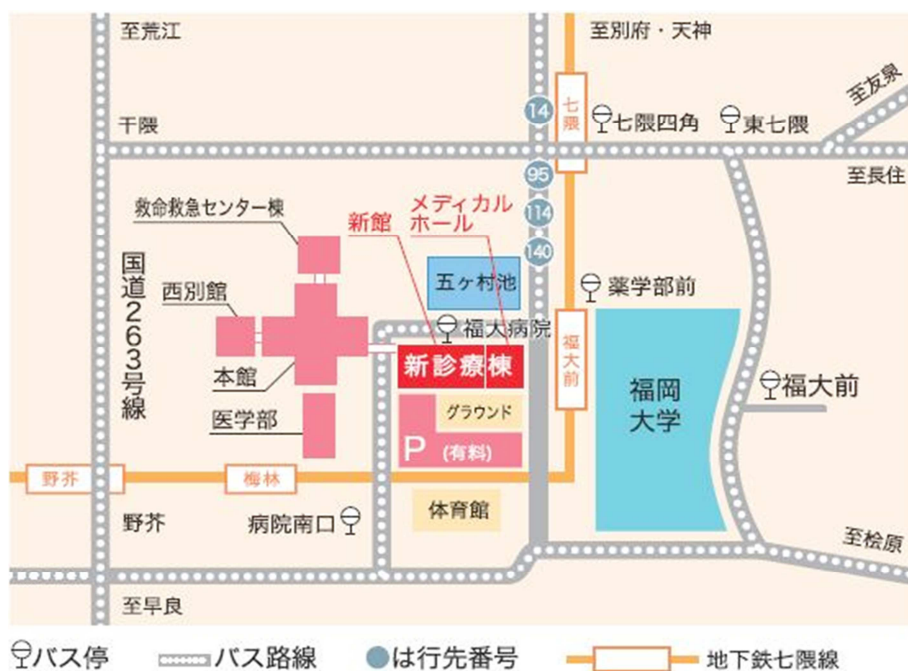 至荒江
至別府・天神
至友泉
14
七隈
七隈四角
東七隈
干隈
至長住
95
メディカル
ホール
救命救急センター棟
新館
114
140
国道263号線
西別館
五ヶ村池
薬学部前
福大病院
本館
新診療棟
福大前
福岡
大学
福大前
医学部
グラウンド
P (有料)
野芥
梅林
体育館
野芥
病院南口
至桧原
至早良
バス停
バス路線
は行先番号
地下鉄七隈線